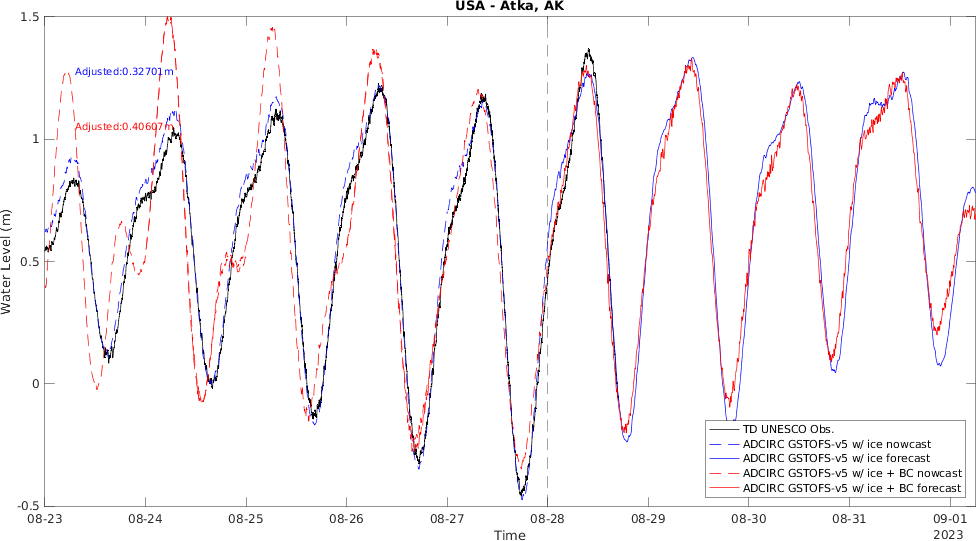 USA - Atka, AK
1.5
1
0.5
0
-0.5
Water Level (m)
Adjusted:0.32701m
Adjusted:0.40607m
TD UNESCO Obs.
ADCIRC GSTOFS-v5 w/ ice nowcast
ADCIRC GSTOFS-v5 w/ ice forecast
ADCIRC GSTOFS-v5 w/ ice + BC nowcast
ADCIRC GSTOFS-v5 w/ ice + BC forecast
08-23 08-24 08-25 08-26 08-27 08-28 08-29 08-30 08-31 09-01
Time
2023